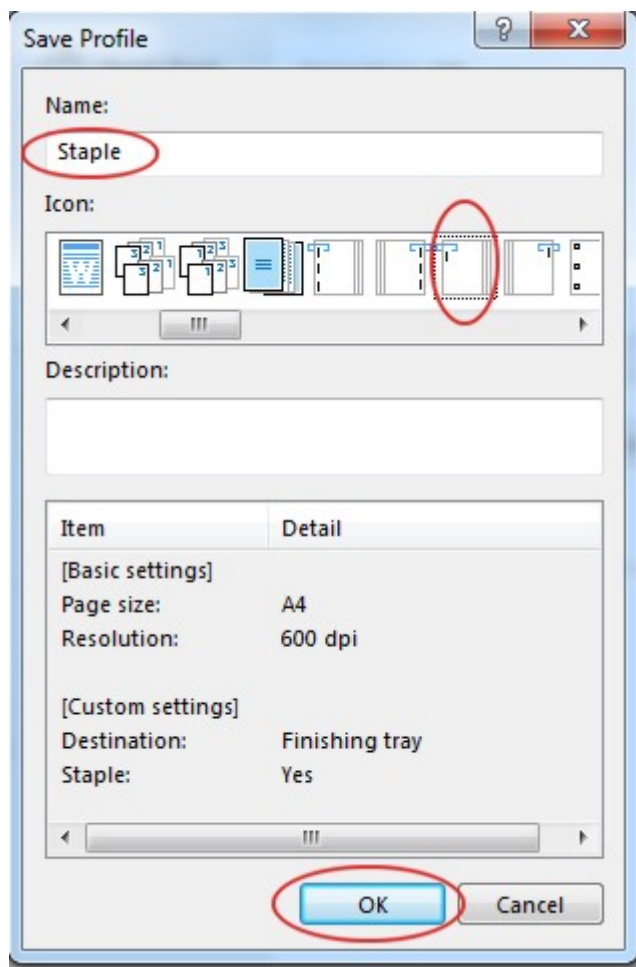 Save Profile
Name:
Staple
Icon:
Description:
Item Detail
[Basic settings]
Page size: A4
Resolution: 600 dpi
[Custom settings]
Destination: Finishing tray
Staple: Yes
OK Cancel